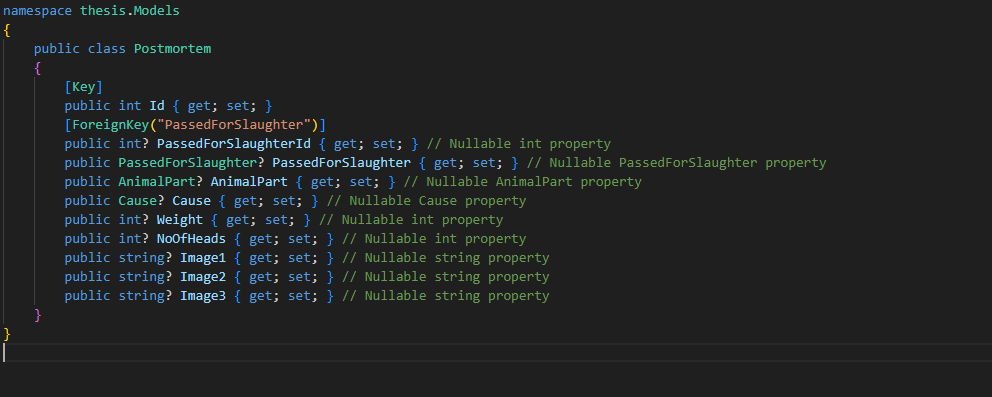 namespace thesis.Models
{
    public class Postmortem
    {
        [Key]
        public int Id { get; set; }
        [ForeignKey("PassedForSlaughter")]
        public int? PassedForSlaughterId { get; set; } // Nullable int property
        public PassedForSlaughter? PassedForSlaughter { get; set; } // Nullable PassedForSlaughter property
        public AnimalPart? AnimalPart { get; set; } // Nullable AnimalPart property
        public Cause? Cause { get; set; } // Nullable Cause property
        public int? Weight { get; set; } // Nullable int property
        public int? NoOfHeads { get; set; } // Nullable int property
        public string? Image1 { get; set; } // Nullable string property
        public string? Image2 { get; set; } // Nullable string property
        public string? Image3 { get; set; } // Nullable string property
    }
}